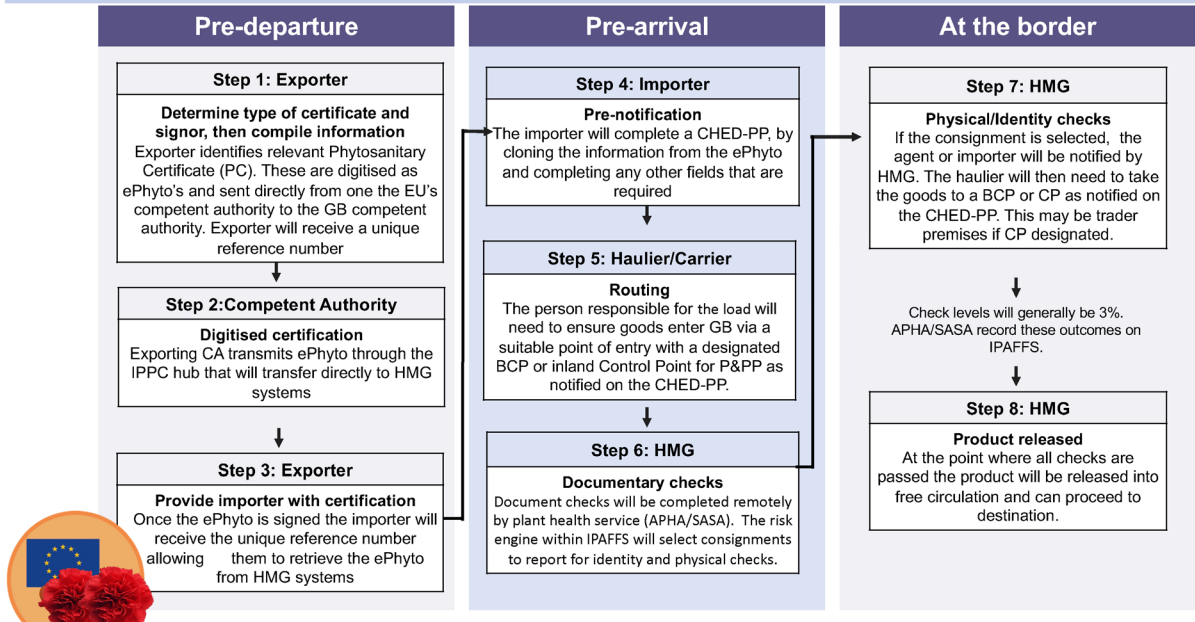 Pre-departure
Step 1: Exporter
Determine type of certificate and
signor, then compile information
Exporter identifies relevant Phytosanitary
Certificate (PC). These are digitised as
ePhyto's and sent directly from one the EU's
competent authority to the GB competent
authority. Exporter will receive a unique
reference number
Step 2:Competent Authority
Digitised certification
Exporting CA transmits ePhyto through the
IPPC hub that will transfer directly to HMG
systems
Step 3: Exporter
Provide importer with certification
Once the ePhyto is signed the importer will
receive the unique reference number
allowing them to retrieve the ePhyto
from HMG systems
Pre-arrival
Step 4: Importer
Pre-notification
The importer will complete a CHED-PP, by
cloning the information from the ePhyto
and completing any other fields that are
required
Step 5: Haulier/Carrier
Routing
The person responsible for the load will
need to ensure goods enter GB via a
suitable point of entry with a designated
BCP or inland Control Point for P&PP as
notified on the CHED-PP.
Step 6: HMG
Documentary checks
Document checks will be completed remotely
by plant health service (APHA/SASA). The risk
engine within IPAFFS will select consignments
to report for identity and physical checks.
At the border
Step 7: HMG
Physical/Identity checks
If the consignment is selected, the
agent or importer will be notified by
HMG. The haulier will then need to take
the goods to a BCP or CP as notified on
the CHED-PP. This may be trader
premises if CP designated.
Check levels will generally be 3%.
APHA/SASA record these outcomes on
IPAFFS.
Step 8: HMG
Product released
At the point where all checks are
passed the product will be released into
free circulation and can proceed to
destination.